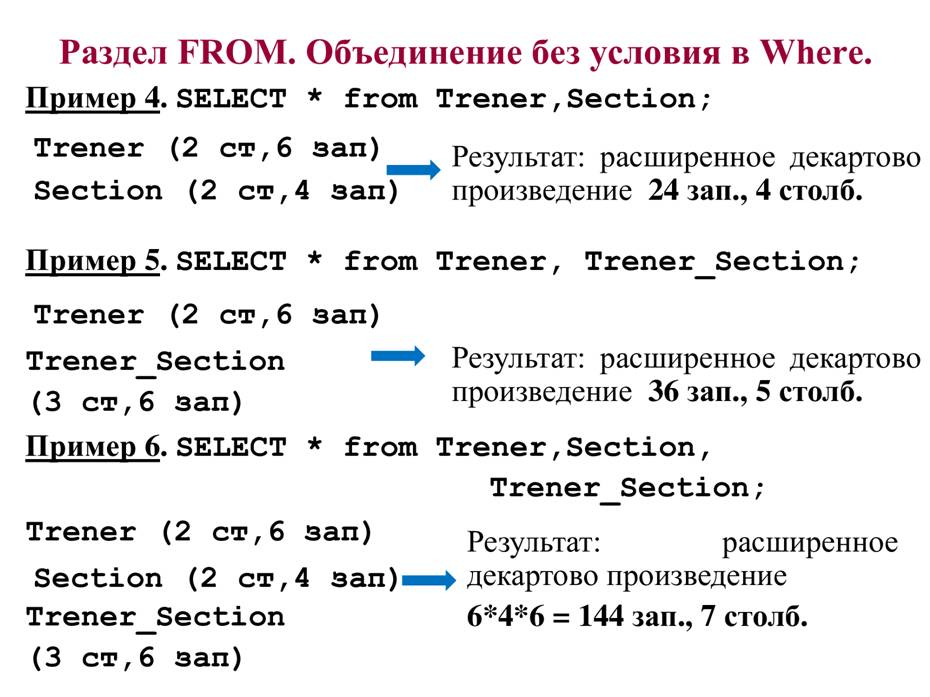 Раздел FROM. Объединение без условия в Where.
Пример 4. SELECT * from Trener,Section;
Trener (2 ст,6 зап)
Section (2 ст,4 зап)
Результат: расширенное декартово
произведение 24 зап., 4 столб.
Пример 5. SELECT * from Trener, Trener_Section;
Trener (2 ст,6 зап)
Trener_Section
(3 ст,6 зап)
Результат: расширенное декартово
произведение 36 зап., 5 столб.
Пример 6. SELECT * from Trener,Section,
Trener_Section;
Trener (2 ст,6 зап)
Section (2 ст,4 зап)
Trener_Section
(3 ст,6 зап)
Результат: расширенное
декартово произведение
6*4*6 = 144 зап., 7 столб.